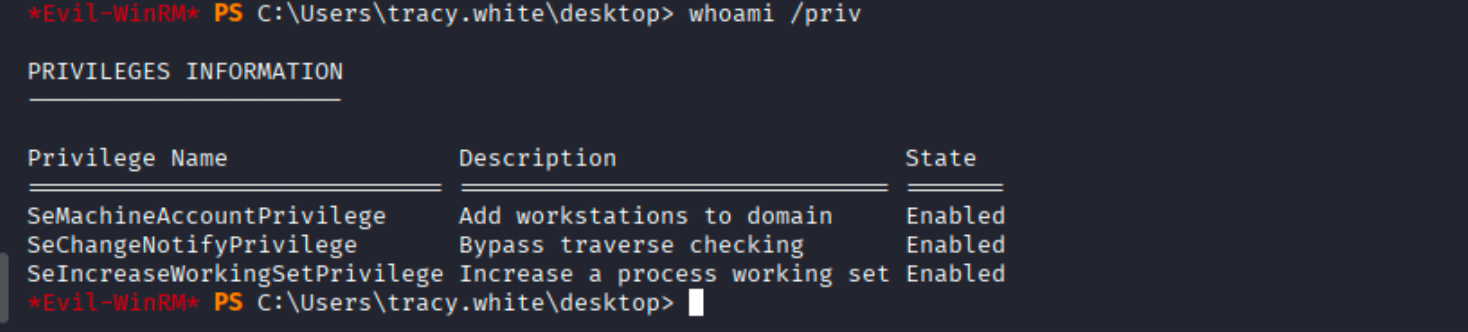 *Evil-WinRM* PS C:\Users\tracy.white\desktop> whoami /priv
PRIVILEGES INFORMATION
----------------------
Privilege Name                Description                    State
============================= ============================== =======
SeMachineAccountPrivilege     Add workstations to domain     Enabled
SeChangeNotifyPrivilege       Bypass traverse checking       Enabled
SeIncreaseWorkingSetPrivilege Increase a process working set Enabled
*Evil-WinRM* PS C:\Users\tracy.white\desktop>